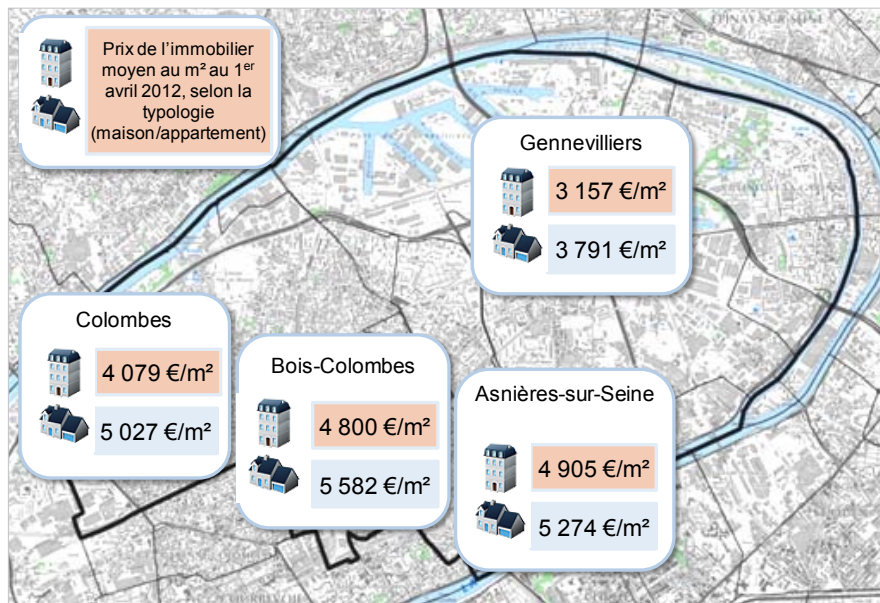 Prix de l'immobilier
moyen au m² au 1er
avril 2012, selon la
typologie
(maison/appartement)
Gennevilliers
3 157 €/m²
3 791 €/m²
Colombes
4 079 €/m²
5 027 €/m²
Bois-Colombes
4 800 €/m²
5 582 €/m²
Asnières-sur-Seine
4 905 €/m²
5 274 €/m²